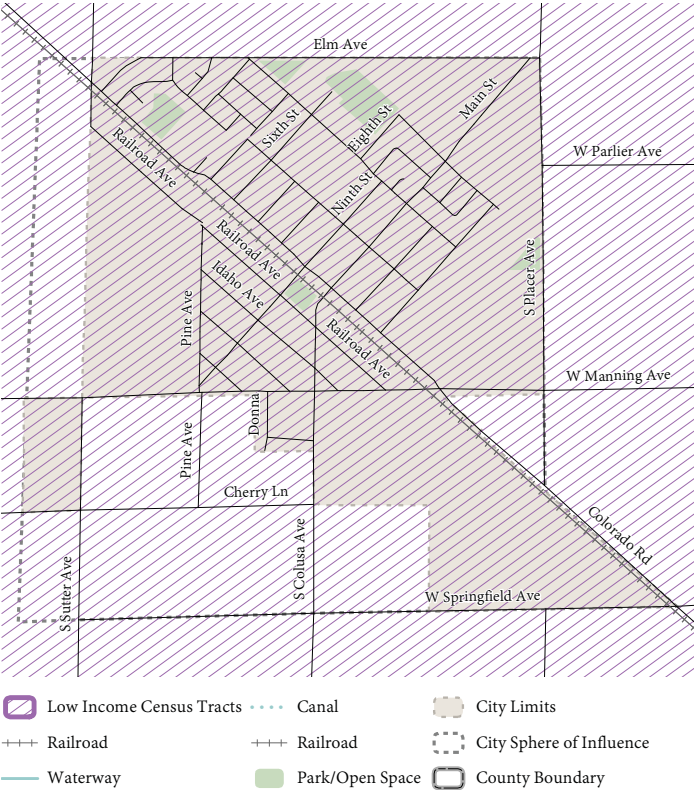 Elm Ave
Main St
Sixth St
Eighth St
Railroad Ave
W Parlier Ave
Ninth St
Railroad Ave
S Placer Ave
Idaho Ave
Pine Ave
Railroad Ave
W Manning Ave
Donna
Pine Ave
Cherry Ln
Colorado Rd
S Colusa Ave
S Sutter Ave
W Springfield Ave
Low Income Census Tracts
Canal
City Limits
Railroad
Railroad
City Sphere of Influence
Waterway
Park/Open Space
County Boundary